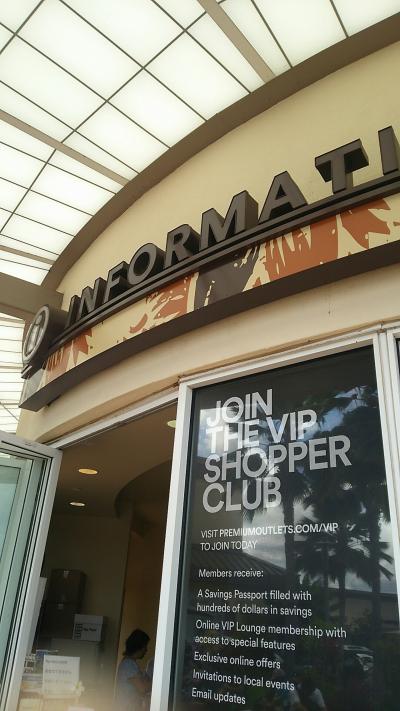 i INFORMATI
JOIN
THE VIP
SHOPPER
CLUB
VISIT PREMIUMOUTLETS.COM/VIP
TO JOIN TODAY
Members receive:
A Savings Passport filled with
hundreds of dollars in savings
Online VIP Lounge membership with
access to special features
Exclusive online offers
Invitations to local events
Email updates